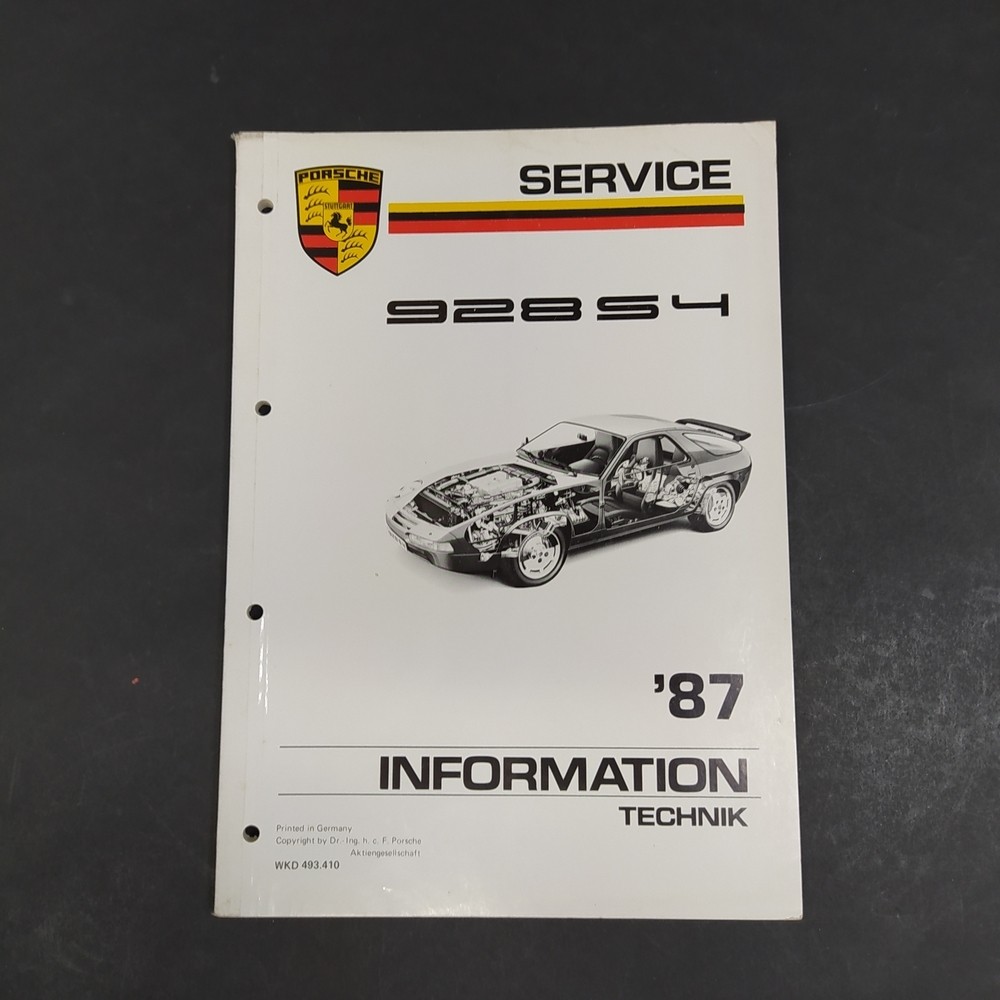 PORSCHE
STUTTGART
SERVICE
928 S 4
'87
INFORMATION
TECHNIK
Printed in Germany
Copyright by Dr.-Ing. h. c. F. Porsche
Aktiengesellschaft
WKD 493.410